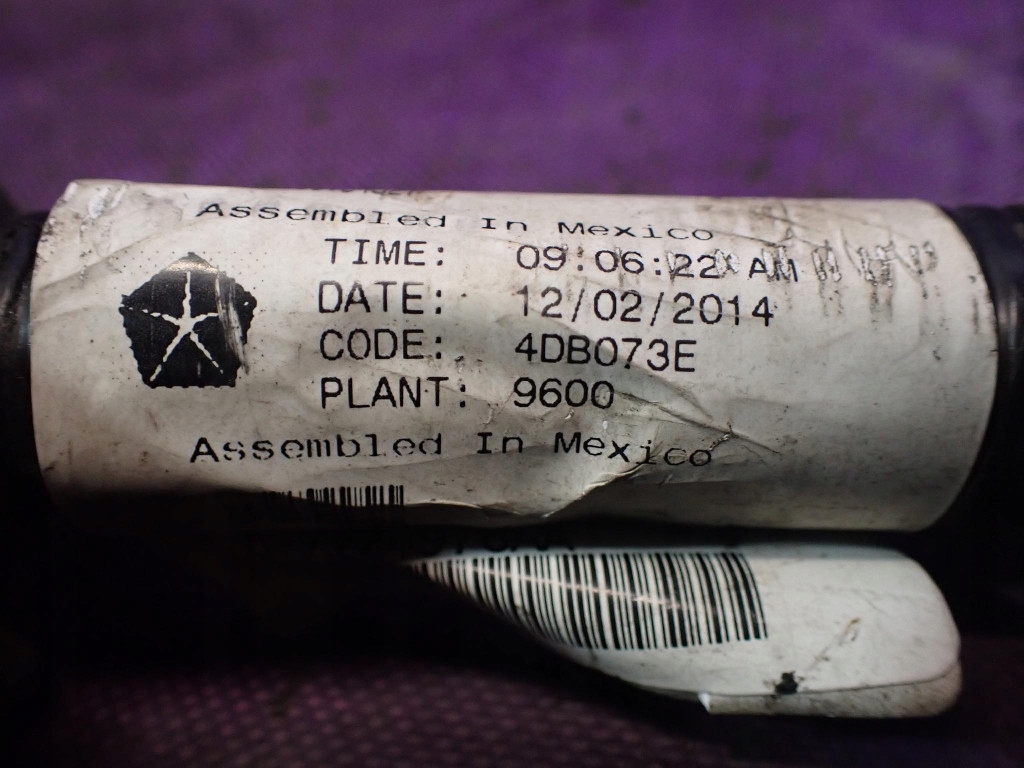 Assembled In Mexico
TIME: 09:06:22 AM
DATE: 12/02/2014
CODE: 4DB073E
PLANT: 9600
Assembled In Mexico